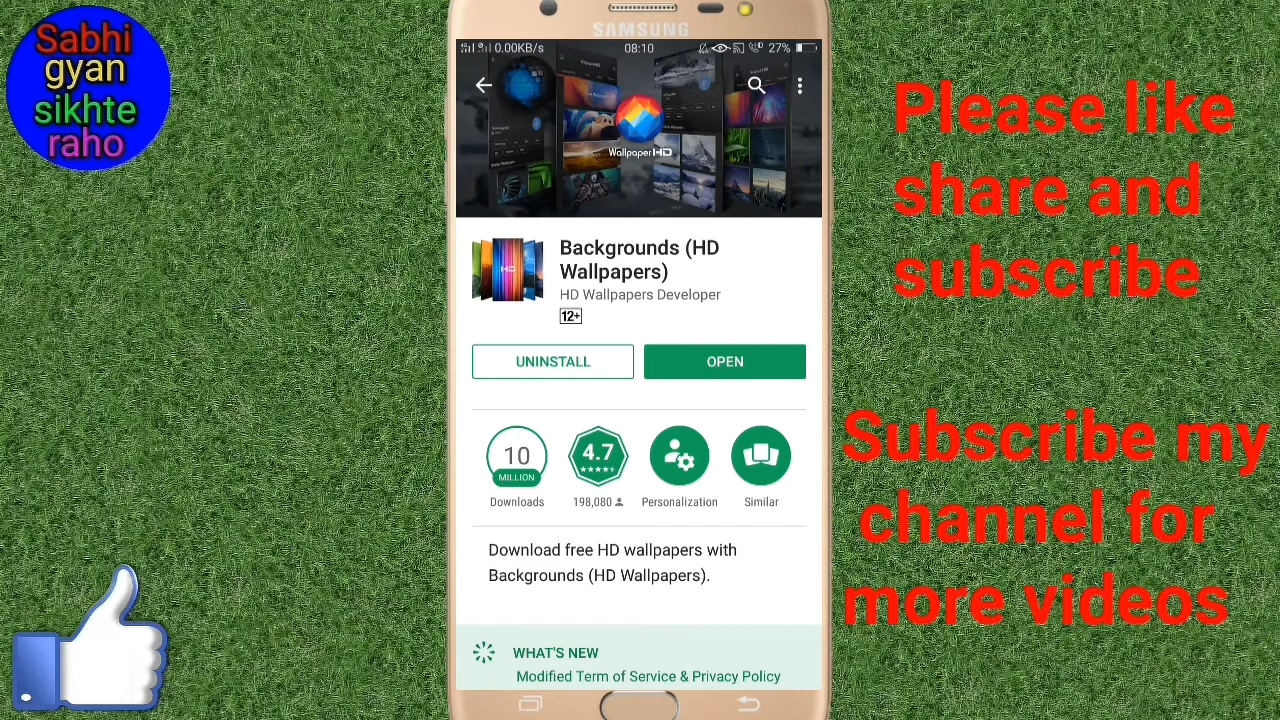 Sabhi
gyan
sikhte
raho
SAMSUNG
0.00KB/s 08:10 27%
WallpaperHD
HD
Backgrounds (HD
Wallpapers)
HD Wallpapers Developer
12+
UNINSTALL OPEN
10
MILLION
4.7
Downloads 198,080 Personalization Similar
Download free HD wallpapers with
Backgrounds (HD Wallpapers).
WHAT'S NEW
Modified Term of Service & Privacy Policy
Please like
share and
subscribe
Subscribe my
channel for
more videos